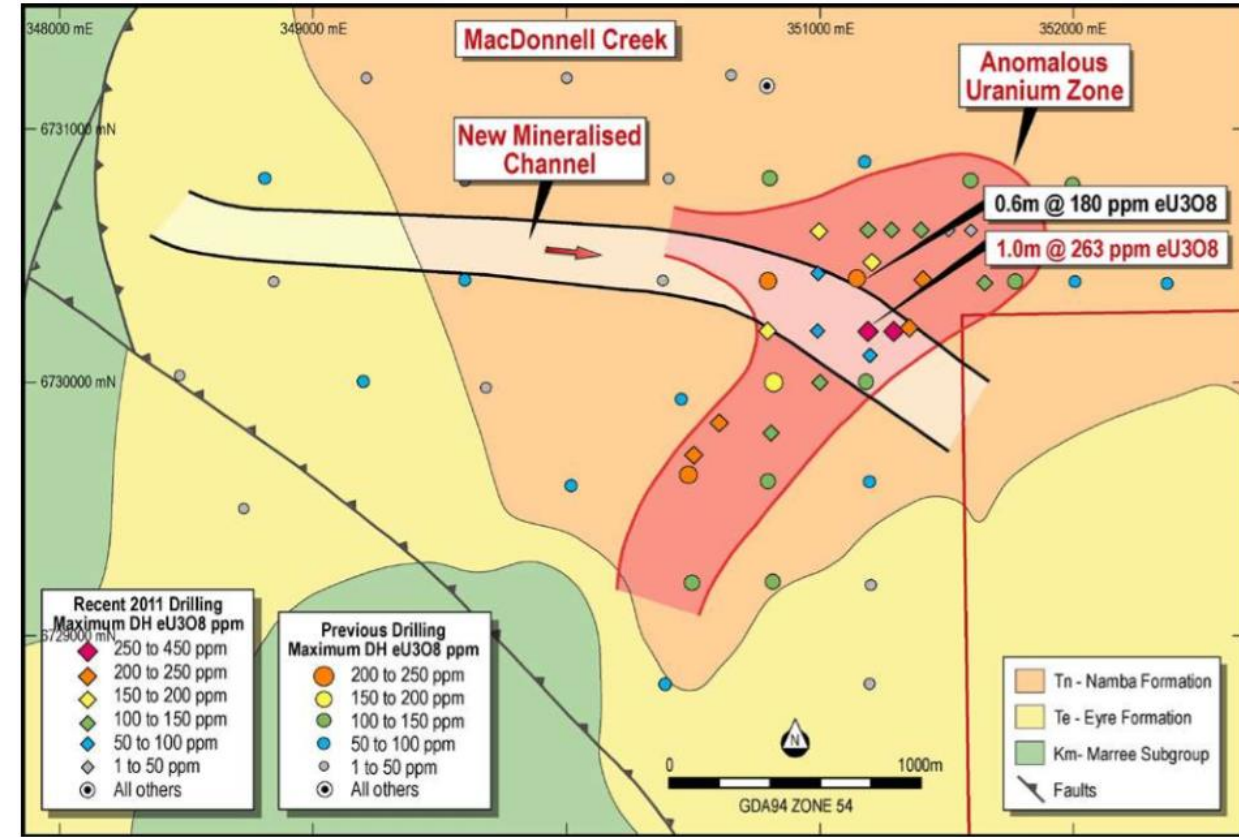 348000 mE
349000 mE
351000 mE
352000 mE
MacDonnell Creek
Anomalous
Uranium Zone
6731000 mN
New Mineralised
Channel
0.6m @ 180 ppm eU3O8
1.0m @ 263 ppm eU3O8
6730000 mN
6729000 mN
Recent 2011 Drilling
Maximum DH eU3O8 ppm
250 to 450 ppm
200 to 250 ppm
150 to 200 ppm
100 to 150 ppm
50 to 100 ppm
1 to 50 ppm
All others
Previous Drilling
Maximum DH eU3O8 ppm
200 to 250 ppm
150 to 200 ppm
100 to 150 ppm
50 to 100 ppm
1 to 50 ppm
All others
N
0 1000m
GDA94 ZONE 54
Tn - Namba Formation
Te - Eyre Formation
Km- Marree Subgroup
Faults